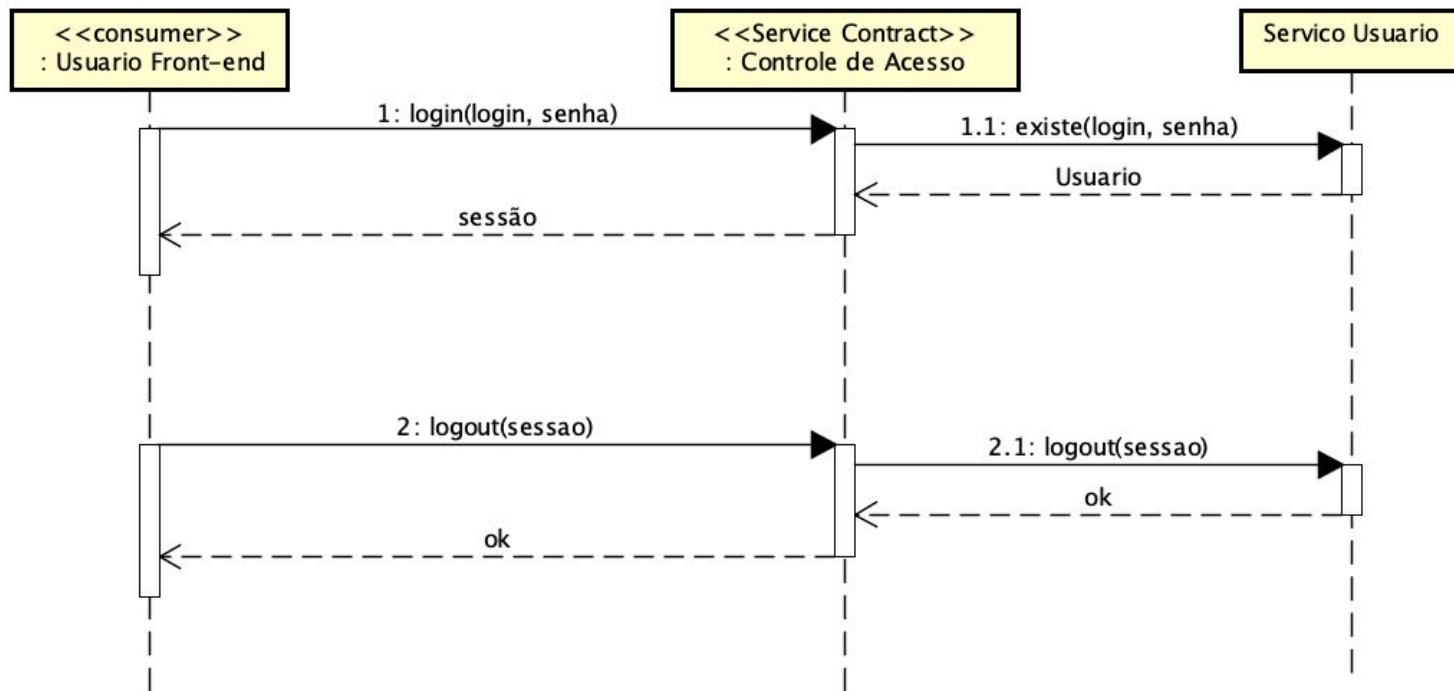 <<consumer>>
: Usuario Front-end
<<Service Contract>>
: Controle de Acesso
Servico Usuario
1: login(login, senha)
1.1: existe(login, senha)
Usuario
sessão
2: logout(sessao)
2.1: logout(sessao)
ok
ok